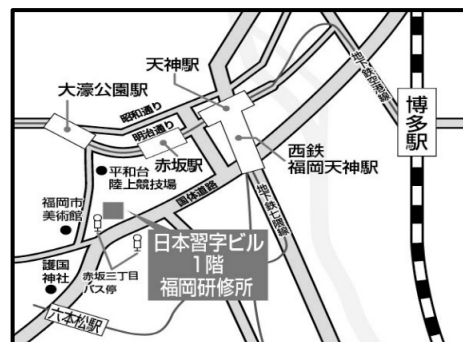 天神駅
大濠公園駅
昭和通り
明治通り
地下鉄空港線
博多駅
赤坂駅
西鉄
福岡天神駅
平和台
陸上競技場
国体道路
地下鉄七隈線
福岡市
美術館
日本習字ビル
1階
福岡研修所
赤坂三丁目
バス停
護国
神社
六本松駅